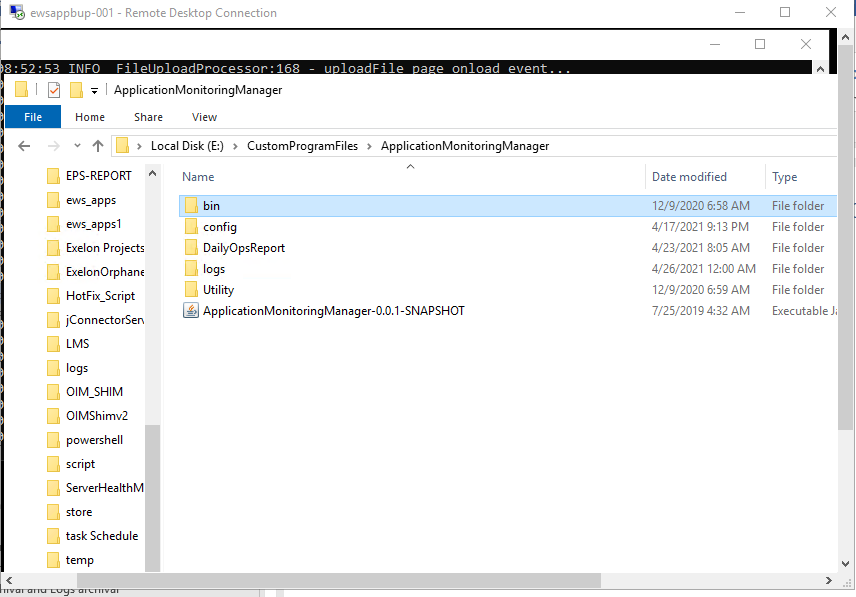 ewsappbup-001 - Remote Desktop Connection
08:52:53 INFO FileUploadProcessor:168 - uploadFile page onload event...
ApplicationMonitoringManager
File Home Share View
Local Disk (E:) > CustomProgramFiles > ApplicationMonitoringManager
Name Date modified Type
EPS-REPORT
ews_apps
ews_apps1
Exelon Projects
ExelonOrphane
HotFix_Script
jConnectorServ
LMS
logs
OIM_SHIM
OIMShimv2
powershell
script
ServerHealthM
store
task Schedule
temp
bin 12/9/2020 6:58 AM File folder
config 4/17/2021 9:13 PM File folder
DailyOpsReport 4/23/2021 8:05 AM File folder
logs 4/26/2021 12:00 AM File folder
Utility 12/9/2020 6:59 AM File folder
ApplicationMonitoringManager-0.0.1-SNAPSHOT 7/25/2019 4:32 AM Executable Ja
hival and Logs archival